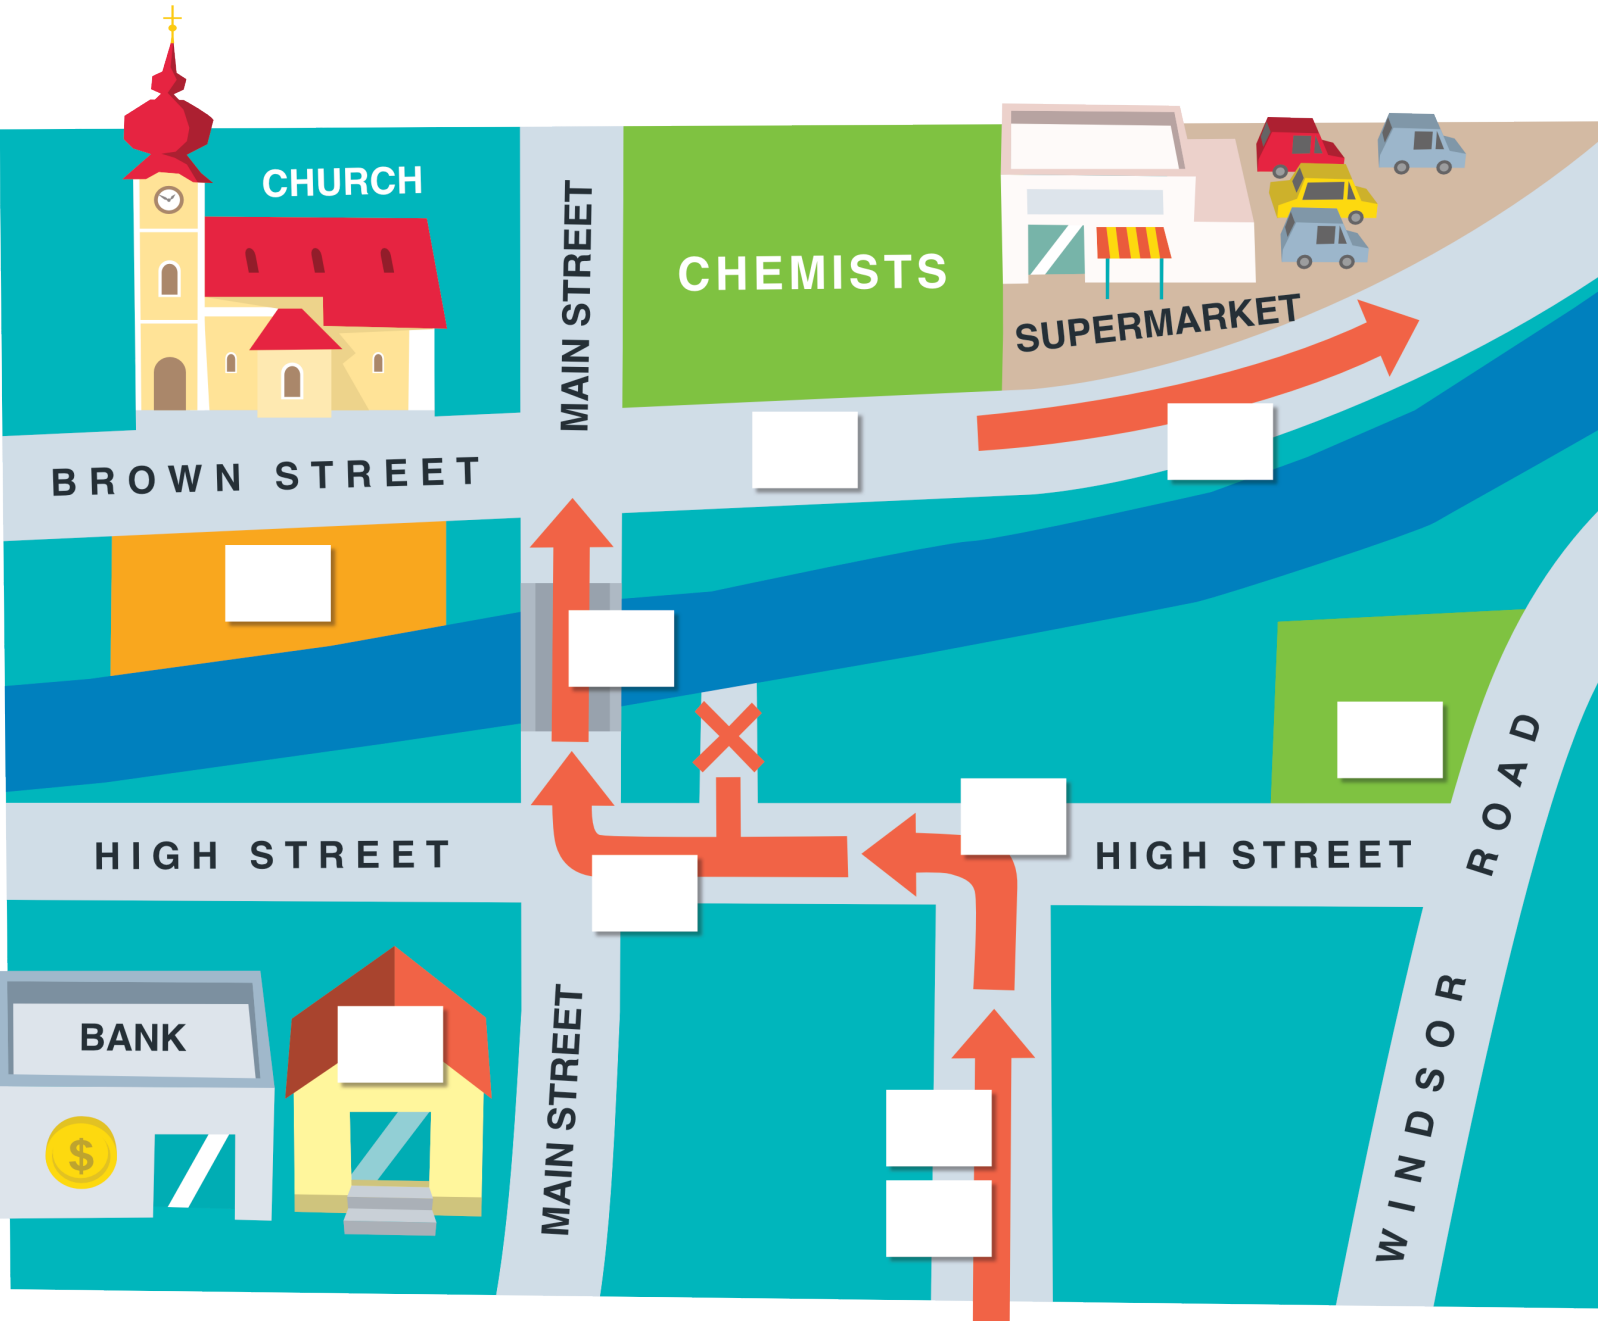 CHURCH
MAIN STREET
CHEMISTS
SUPERMARKET
BROWN STREET
HIGH STREET
HIGH STREET
WINDSOR ROAD
BANK
$
MAIN STREET